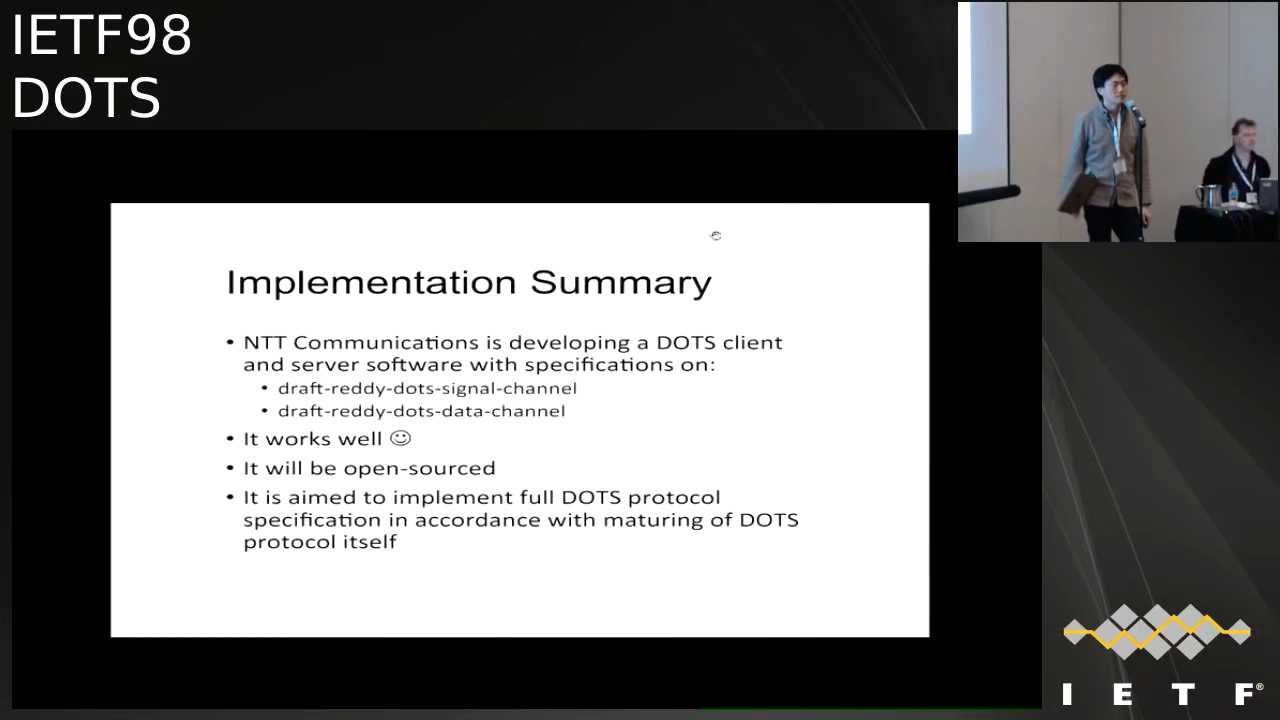 IETF98
DOTS
Implementation Summary
• NTT Communications is developing a DOTS client
and server software with specifications on:
• draft-reddy-dots-signal-channel
• draft-reddy-dots-data-channel
• It works well ☺
• It will be open-sourced
• It is aimed to implement full DOTS protocol
specification in accordance with maturing of DOTS
protocol itself
I E T F®